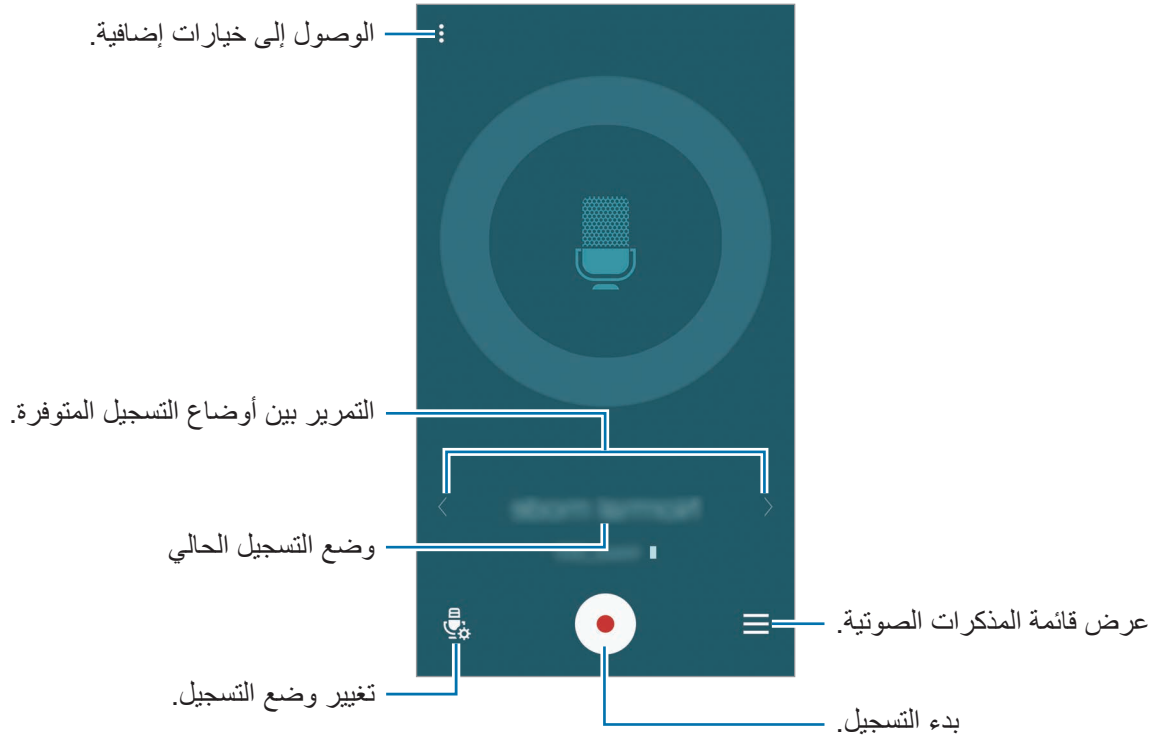 الوصول إلى خيارات إضافية.
التمرير بين أوضاع التسجيل المتوفرة.
وضع التسجيل الحالي
عرض قائمة المذكرات الصوتية.
تغيير وضع التسجيل.
بدء التسجيل.